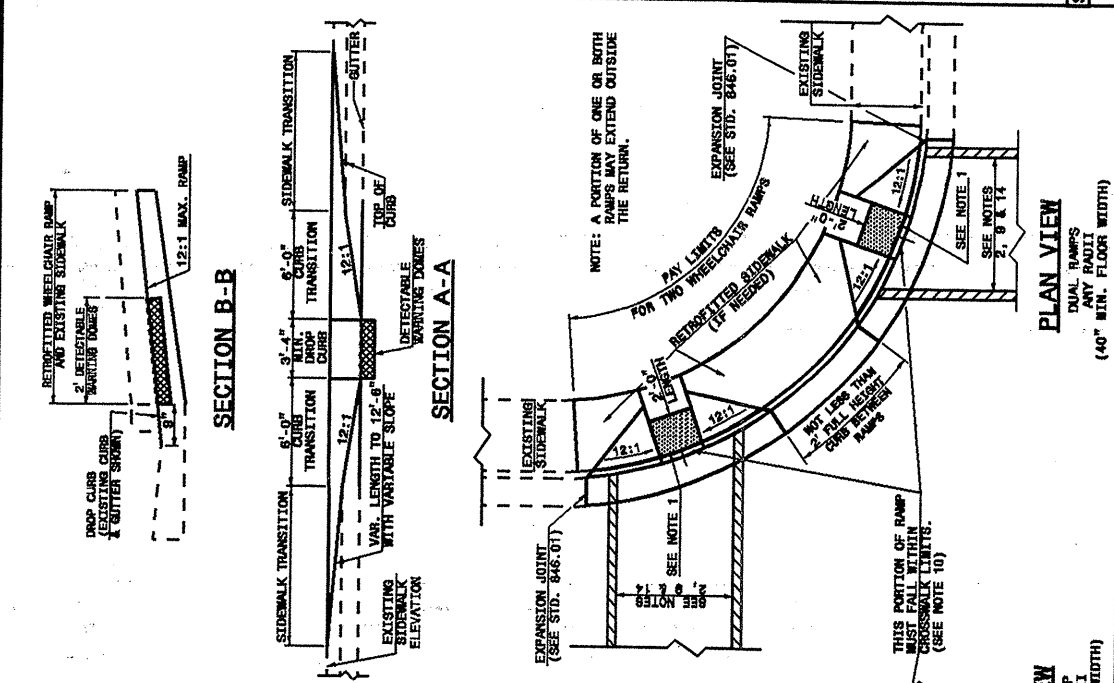 RETROFITTED WHEELCHAIR RAMP
AND EXISTING SIDEWALK
2' DETECTABLE
WARNING DOMES
DROP CURB
(EXISTING CURB
& GUTTER SHOWN)
8"
12:1 MAX. RAMP
SECTION B-B
SIDEWALK TRANSITION
6'-0"
CURB
TRANSITION
3'-4"
MIN.
DROP
CURB
6'-0"
CURB
TRANSITION
SIDEWALK TRANSITION
12:1
12:1
GUTTER
TOP OF
CURB
EXISTING
SIDEWALK
ELEVATION
VAR. LENGTH TO 12'-6"
WITH VARIABLE SLOPE
DETECTABLE
WARNING DOMES
SECTION A-A
NOTE: A PORTION OF ONE OR BOTH
RAMPS MAY EXTEND OUTSIDE
THE RETURN.
EXPANSION JOINT
(SEE STD. 846.01)
EXISTING
SIDEWALK
PAY LIMITS
FOR TWO WHEELCHAIR RAMPS
RETROFITTED SIDEWALK
(IF NEEDED)
EXISTING
SIDEWALK
2'-0"
LENGTH
2'-0"
LENGTH
12:1
12:1
12:1
12:1
EXPANSION JOINT
(SEE STD. 846.01)
SEE NOTE 1
SEE NOTES
2, 9 & 14
SEE NOTE 1
SEE NOTES
2, 9 & 14
NOT LESS THAN
2' FULL HEIGHT
CURB BETWEEN
RAMPS
THIS PORTION OF RAMP
MUST FALL WITHIN
CROSSWALK LIMITS.
(SEE NOTE 10)
PLAN VIEW
DUAL RAMPS
ANY RADII
(40" MIN. FLOOR WIDTH)